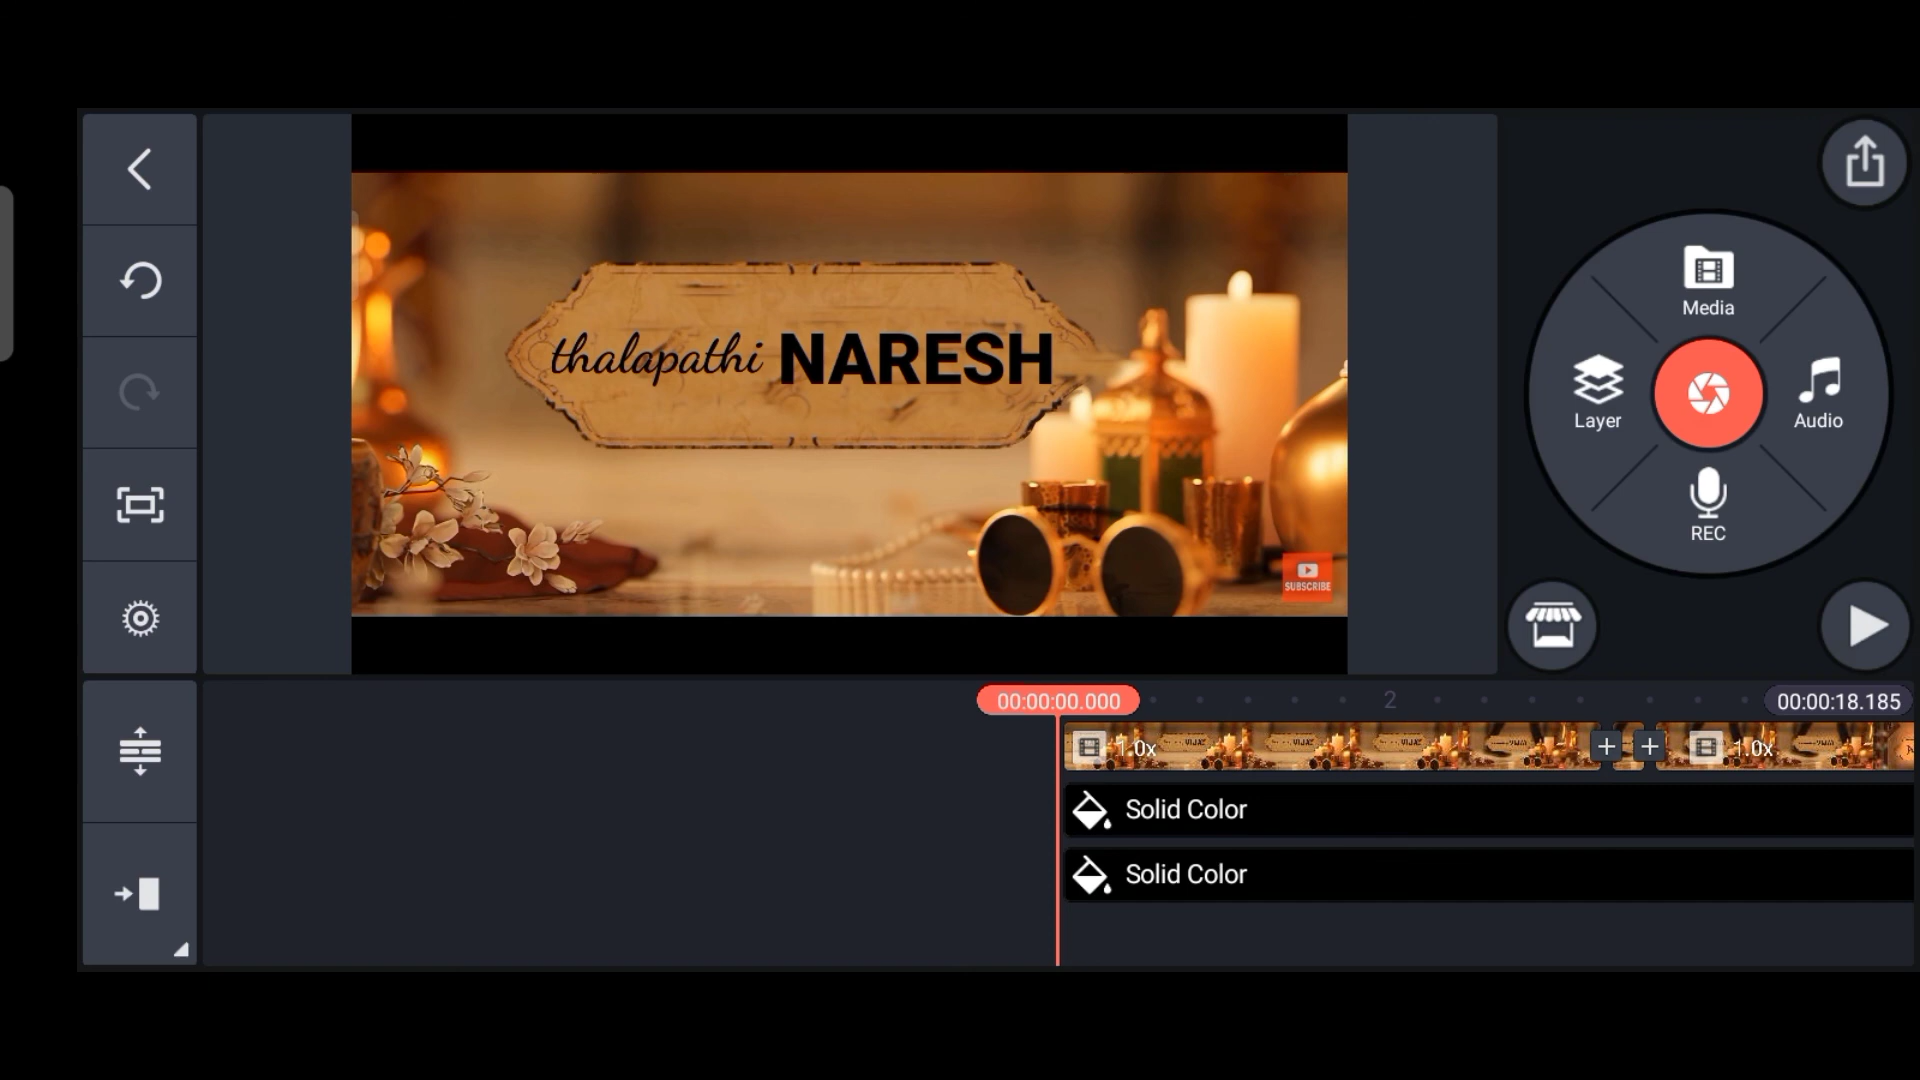 thalapathi NARESH
SUBSCRIBE
Media
Layer
Audio
REC
00:00:00.000
2
00:00:18.185
1.0x
1.0x
Solid Color
Solid Color